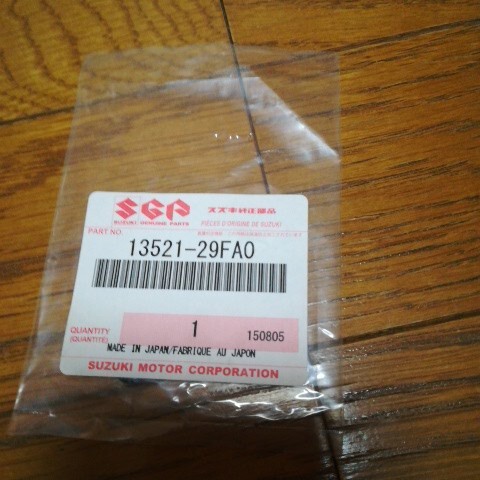 SGP
スズキ純正部品
SUZUKI GENUINE PARTS
PIECES D'ORIGINE DE SUZUKI
PART NO.
13521-29FA0
QUANTITY
(QUANTITE)
1
150805
MADE IN JAPAN/FABRIQUE AU JAPON
SUZUKI MOTOR CORPORATION